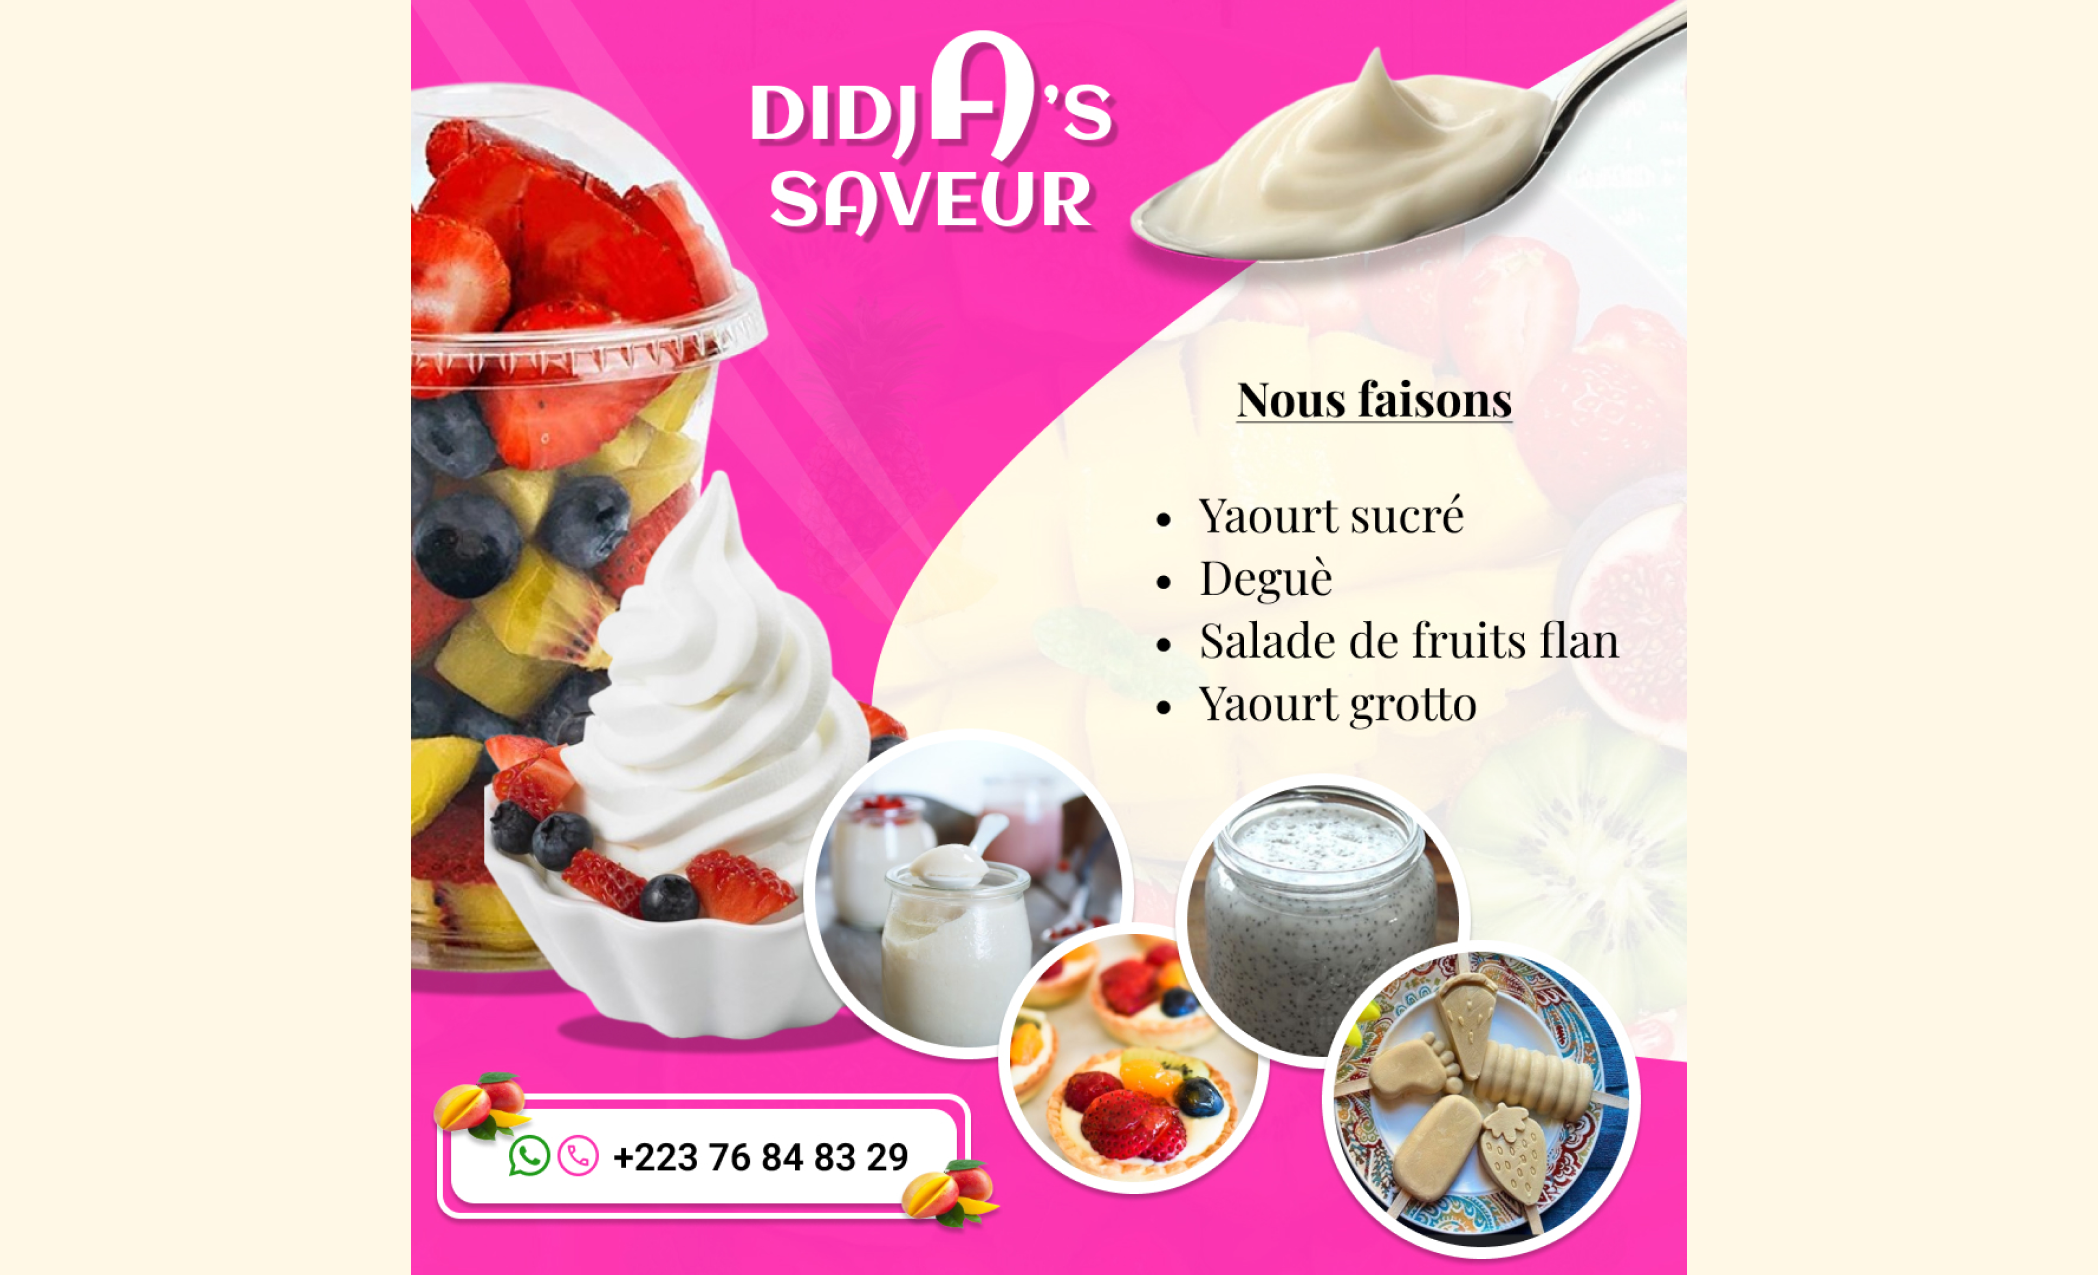 DIDJA'S
SAVEUR
Nous faisons
• Yaourt sucré
• Deguè
• Salade de fruits flan
• Yaourt grotto
+223 76 84 83 29